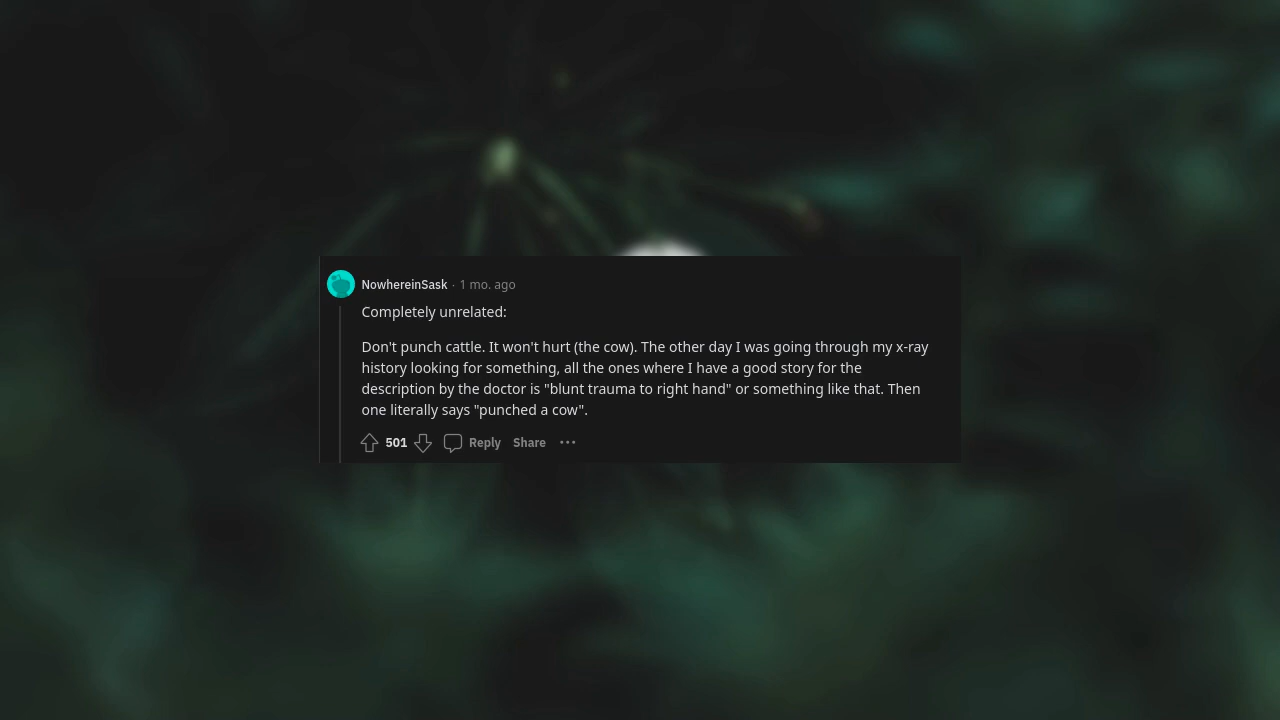 NowhereinSask · 1 mo. ago
Completely unrelated:
Don't punch cattle. It won't hurt (the cow). The other day I was going through my x-ray
history looking for something, all the ones where I have a good story for the
description by the doctor is "blunt trauma to right hand" or something like that. Then
one literally says "punched a cow".
501 Reply Share ···